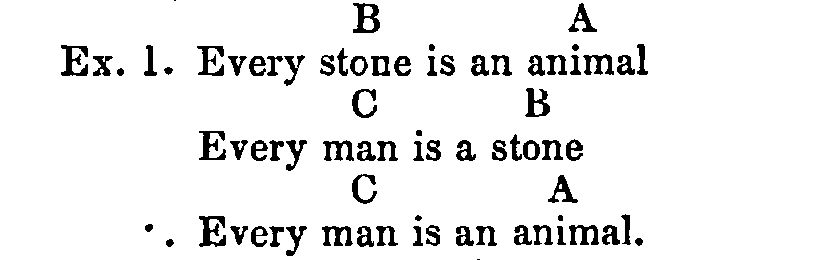 B A
Ex. 1. Every stone is an animal
C B
Every man is a stone
C A
∴ Every man is an animal.